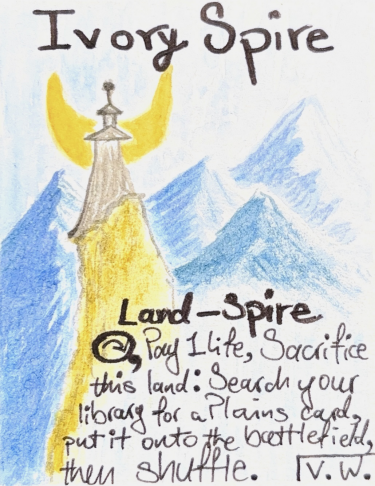 Ivory Spire
Land-Spire
, Pay 1 life, Sacrifice
this land: Search your
library for a Plains card,
put it onto the battlefield,
then shuffle.
V.W.